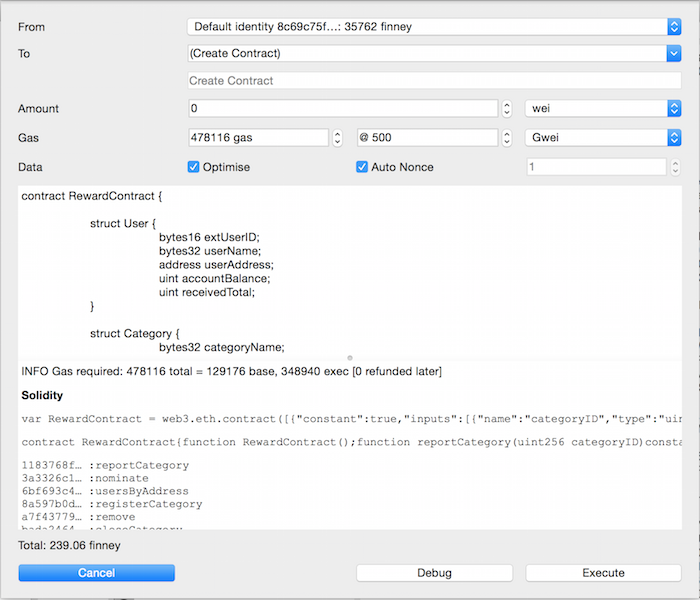 From Default identity 8c69c75f…: 35762 finney
To (Create Contract)
Create Contract
Amount 0 wei
Gas 478116 gas @ 500 Gwei
Data Optimise Auto Nonce 1
contract RewardContract {
struct User {
bytes16 extUserID;
bytes32 userName;
address userAddress;
uint accountBalance;
uint receivedTotal;
}
struct Category {
bytes32 categoryName;
INFO Gas required: 478116 total = 129176 base, 348940 exec [0 refunded later]
Solidity
var RewardContract = web3.eth.contract([{"constant":true,"inputs":[{"name":"categoryID","type":"uin
contract RewardContract{function RewardContract();function reportCategory(uint256 categoryID)consta
1183768f… :reportCategory
3a3326c1… :nominate
6bf693c4… :usersByAddress
8a597b0d… :registerCategory
a7f43779… :remove
bada2464… :closeCategory
Total: 239.06 finney
Cancel Debug Execute